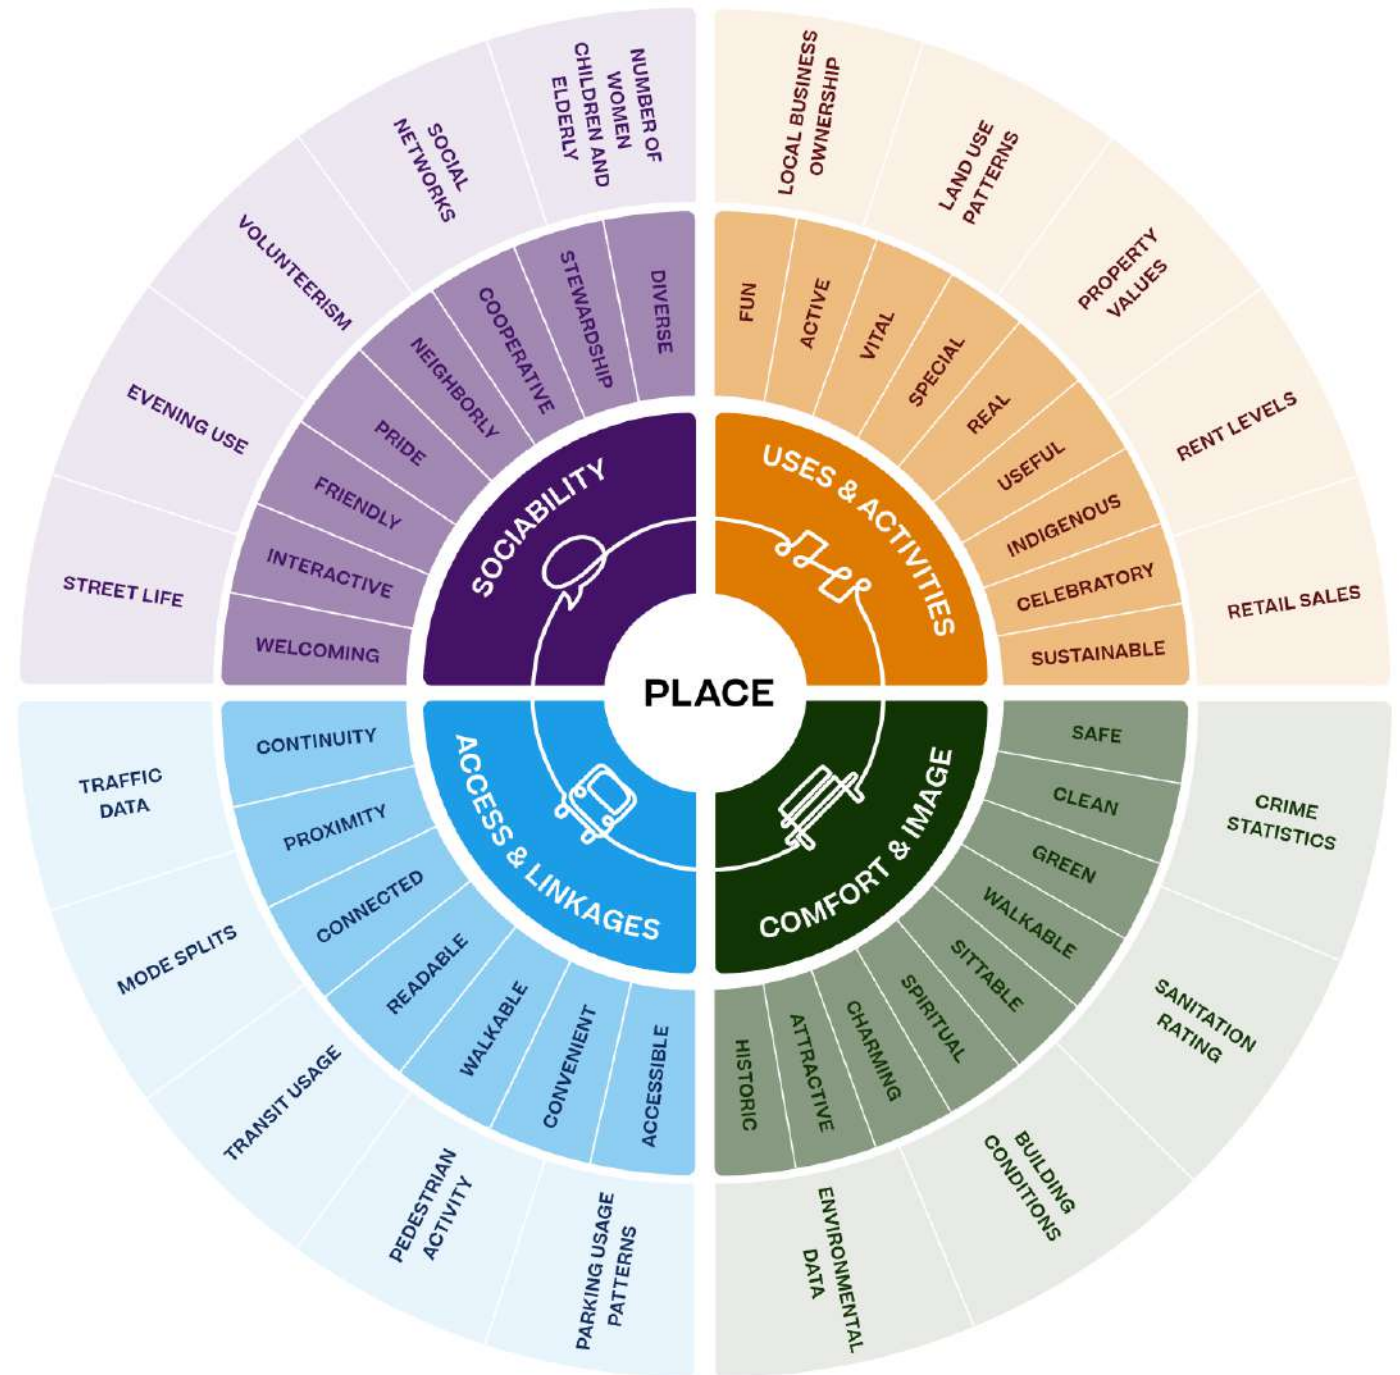 PLACE
SOCIABILITY
USES & ACTIVITIES
ACCESS & LINKAGES
COMFORT & IMAGE
WELCOMING
INTERACTIVE
FRIENDLY
PRIDE
NEIGHBORLY
COOPERATIVE
STEWARDSHIP
DIVERSE
FUN
ACTIVE
VITAL
SPECIAL
REAL
USEFUL
INDIGENOUS
CELEBRATORY
SUSTAINABLE
SAFE
CLEAN
GREEN
WALKABLE
SITTABLE
SPIRITUAL
CHARMING
ATTRACTIVE
HISTORIC
ACCESSIBLE
CONVENIENT
WALKABLE
READABLE
CONNECTED
PROXIMITY
CONTINUITY
STREET LIFE
EVENING USE
VOLUNTEERISM
SOCIAL
NETWORKS
NUMBER OF
WOMEN
CHILDREN AND
ELDERLY
LOCAL BUSINESS
OWNERSHIP
LAND USE
PATTERNS
PROPERTY
VALUES
RENT LEVELS
RETAIL SALES
CRIME
STATISTICS
SANITATION
RATING
BUILDING
CONDITIONS
ENVIRONMENTAL
DATA
PARKING USAGE
PATTERNS
PEDESTRIAN
ACTIVITY
TRANSIT USAGE
MODE SPLITS
TRAFFIC
DATA